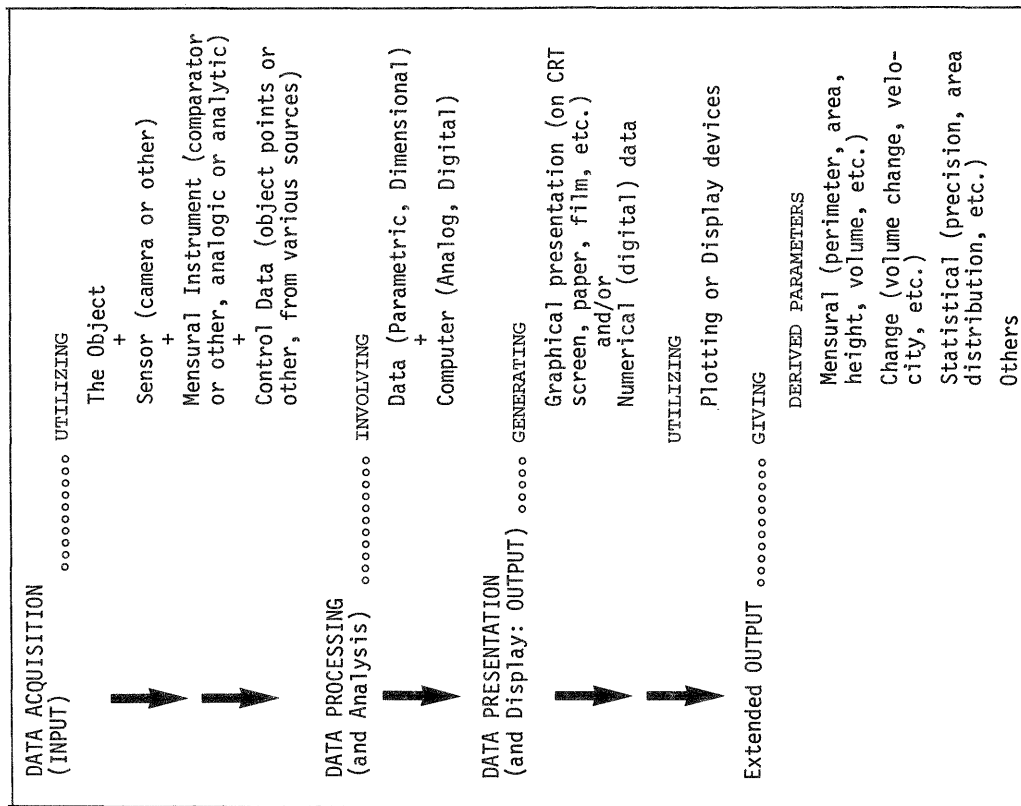 DATA ACQUISITION
(INPUT)
°°°°°°°°°°° UTILIZING
The Object
+
Sensor (camera or other)
+
Mensural Instrument (comparator
or other, analogic or analytic)
+
Control Data (object points or
other, from various sources)
DATA PROCESSING
(and Analysis)
°°°°°°°°°°°° INVOLVING
Data (Parametric, Dimensional)
+
Computer (Analog, Digital)
DATA PRESENTATION
(and Display: OUTPUT) °°°°° GENERATING
Graphical presentation (on CRT
screen, paper, film, etc.)
and/or
Numerical (digital) data
UTILIZING
Plotting or Display devices
Extended OUTPUT °°°°°°°°°°°° GIVING
DERIVED PARAMETERS
Mensural (perimeter, area,
height, volume, etc.)
Change (volume change, velo-
city, etc.)
Statistical (precision, area
distribution, etc.)
Others